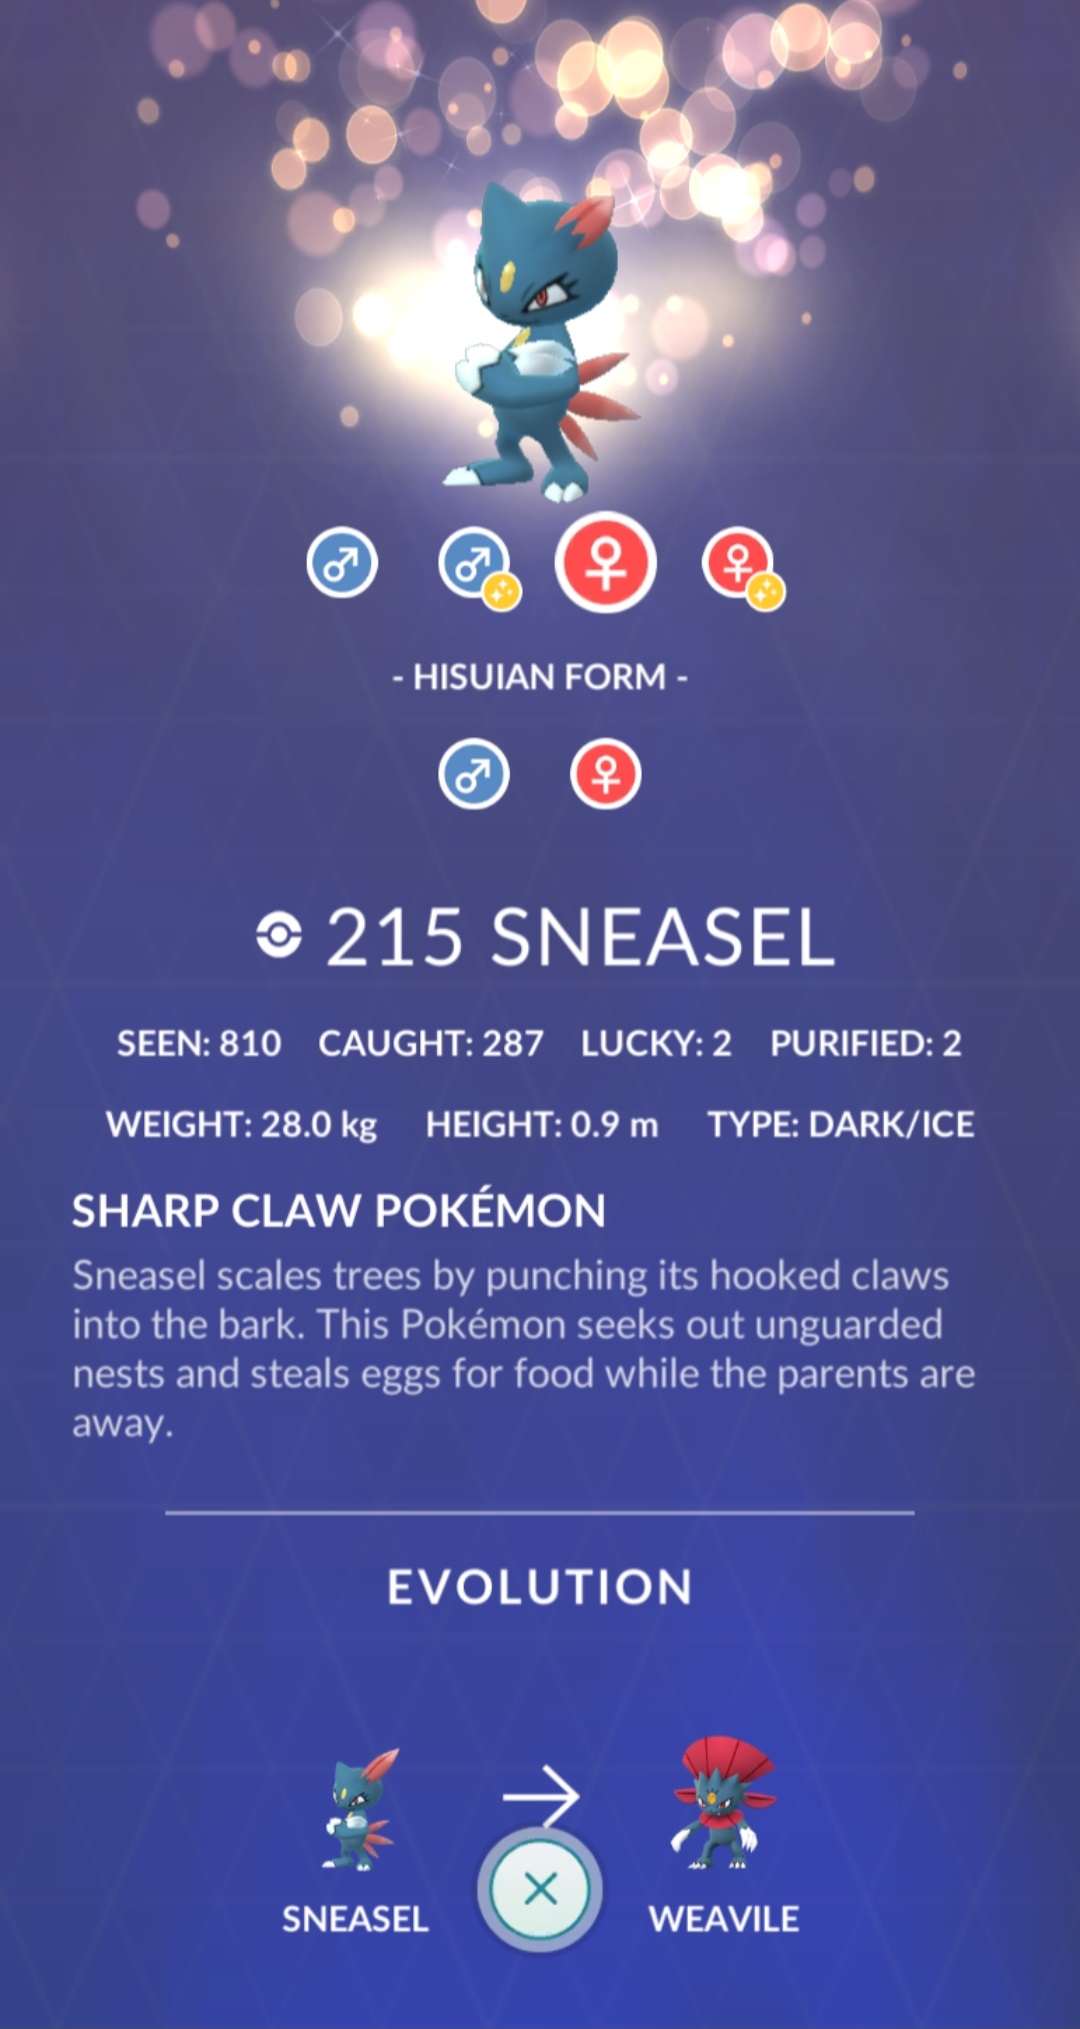 - HISUIAN FORM -
215 SNEASEL
SEEN: 810 CAUGHT: 287 LUCKY: 2 PURIFIED: 2
WEIGHT: 28.0 kg HEIGHT: 0.9 m TYPE: DARK/ICE
SHARP CLAW POKÉMON
Sneasel scales trees by punching its hooked claws
into the bark. This Pokémon seeks out unguarded
nests and steals eggs for food while the parents are
away.
EVOLUTION
SNEASEL WEAVILE